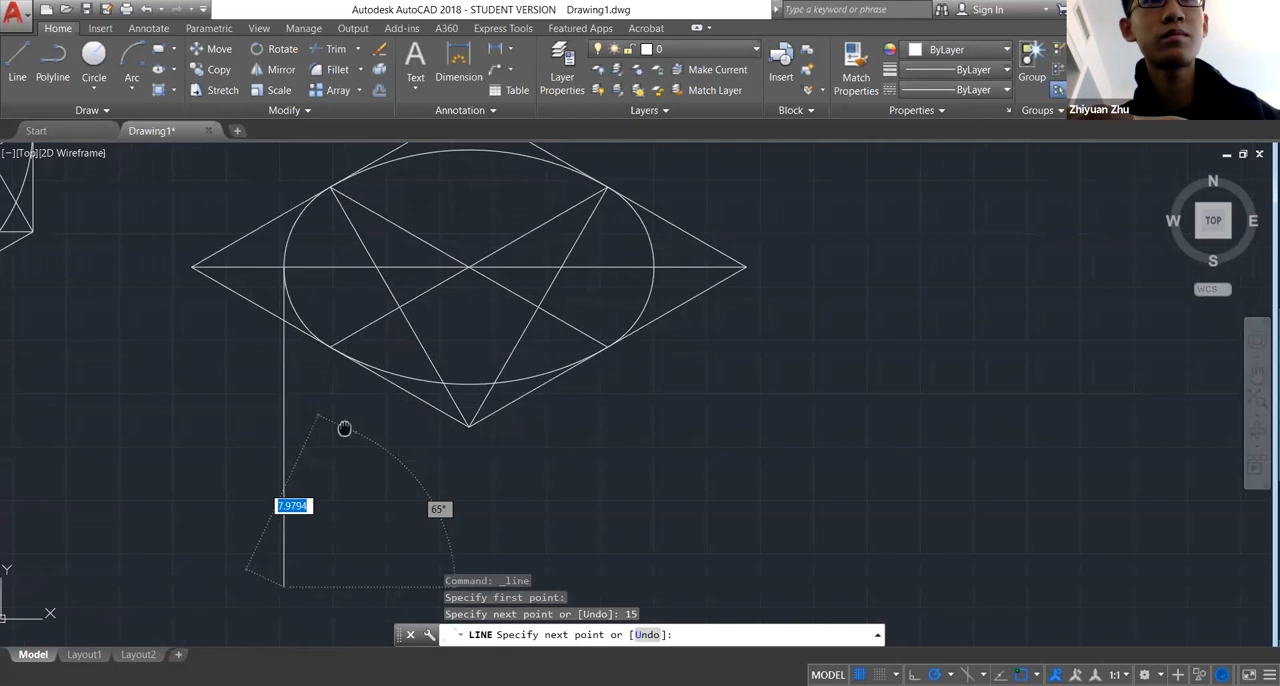 Autodesk AutoCAD 2018 - STUDENT VERSION Drawing1.dwg
Type a keyword or phrase
Sign In
Home Insert Annotate Parametric View Manage Output Add-ins A360 Express Tools Featured Apps Acrobat
Line Polyline Circle Arc
Move Rotate Trim
Copy Mirror Fillet
Stretch Scale Array
Text Dimension Table
Layer Properties
0
Make Current
Match Layer
Insert
Match Properties
ByLayer
ByLayer
ByLayer
Group
Zhiyuan Zhu
Draw Modify Annotation Layers Block Properties Groups
Start Drawing1* +
[−][Top][2D Wireframe]
N
W TOP E
S
WCS
7.9794
65°
Y
X
Command: _line
Specify first point:
Specify next point or [Undo]: 15
LINE Specify next point or [Undo]:
Model Layout1 Layout2 +
MODEL 1:1